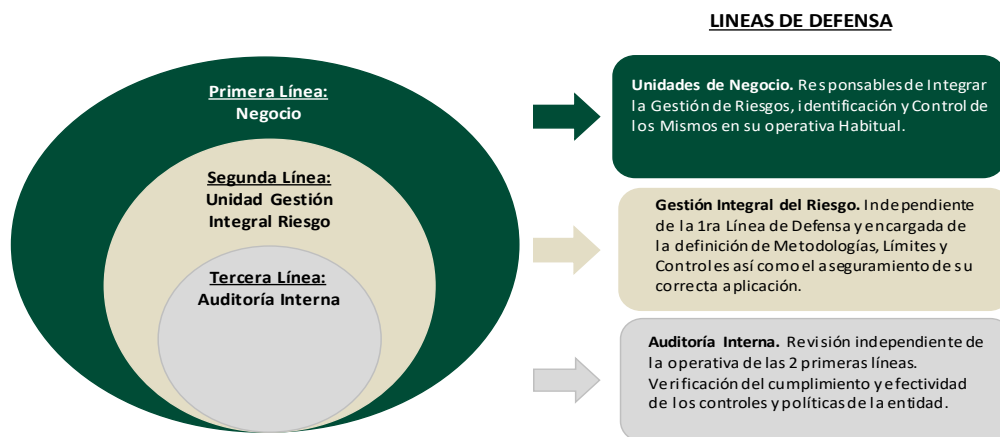 LINEAS DE DEFENSA
Primera Línea:
Negocio
Segunda Línea:
Unidad Gestión
Integral Riesgo
Tercera Línea:
Auditoría Interna
Unidades de Negocio. Responsables de Integrar
la Gestión de Riesgos, identificación y Control de
los Mismos en su operativa Habitual.
Gestión Integral del Riesgo. Independiente
de la 1ra Línea de Defensa y encargada de
la definición de Metodologías, Límites y
Controles así como el aseguramiento de su
correcta aplicación.
Auditoría Interna. Revisión independiente de
la operativa de las 2 primeras líneas.
Verificación del cumplimiento y efectividad
de los controles y políticas de la entidad.